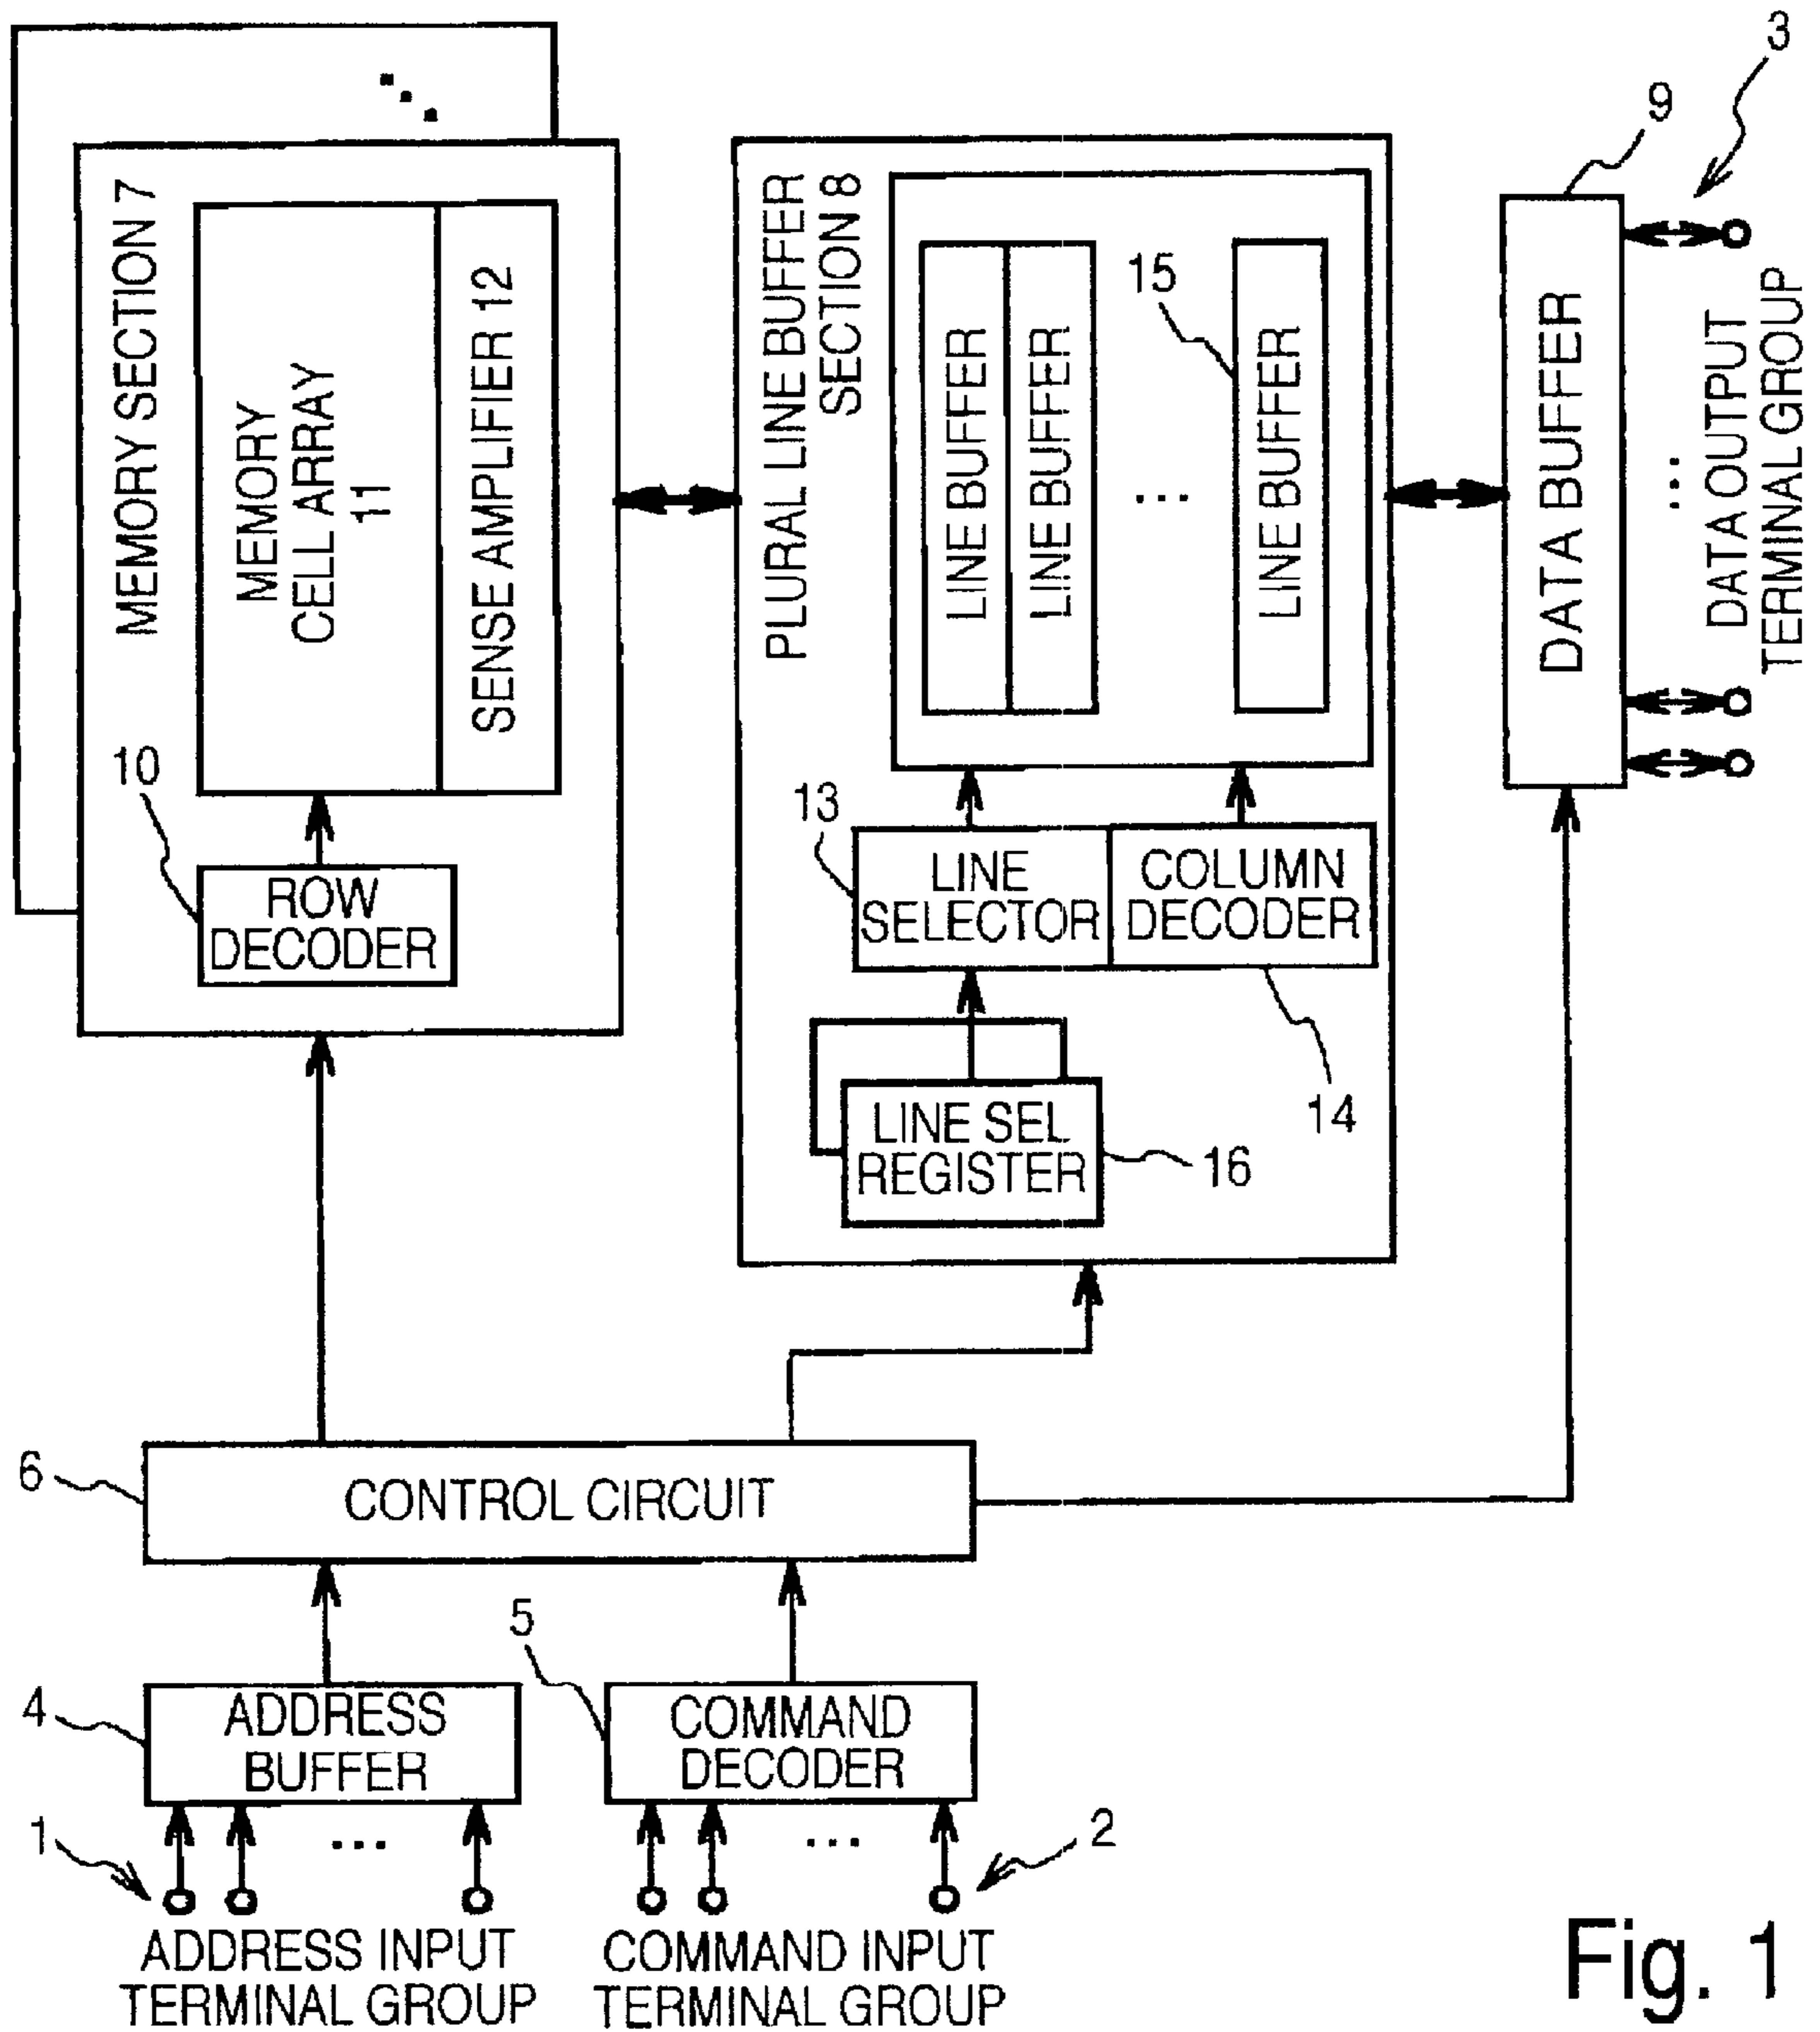 3
9
MEMORY SECTION 7
MEMORY
CELL ARRAY
11
SENSE AMPLIFIER 12
10
ROW
DECODER
PLURAL LINE BUFFER
SECTION 8
LINE BUFFER
LINE BUFFER
...
15
LINE BUFFER
13
LINE
SELECTOR
COLUMN
DECODER
14
LINE SEL
REGISTER
16
DATA BUFFER
...
DATA OUTPUT
TERMINAL GROUP
6
CONTROL CIRCUIT
4
ADDRESS
BUFFER
5
COMMAND
DECODER
1
...
...
2
ADDRESS INPUT
TERMINAL GROUP
COMMAND INPUT
TERMINAL GROUP
Fig. 1